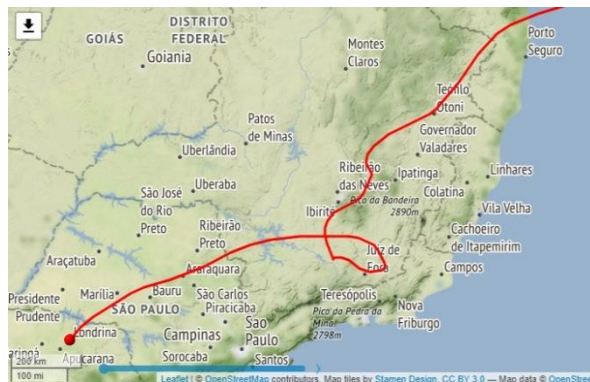 DISTRITO
FEDERAL
GOIÁS
Goiania
Montes
Claros
Porto
Seguro
Teófilo
Otoni
Patos
de Minas
Governador
Valadares
Uberlândia
Ribeirão
das Neves
Ipatinga
Linhares
Uberaba
Colatina
São José
do Rio
Preto
Pico da Bandeira
2890m
Ibirité
Vila Velha
Ribeirão
Preto
Cachoeiro
de Itapemirim
Juiz de
Fora
Araçatuba
Araraquara
Campos
Presidente
Prudente
Marília
Bauru
São Carlos
Teresópolis
SÃO PAULO
Piracicaba
Pico da Pedra da
Mina
2798m
Nova
Friburgo
Londrina
Campinas
Sao
Paulo
Apucarana
Sorocaba
Santos
200 km
100 mi
Leaflet | © OpenStreetMap contributors, Map tiles by Stamen Design, CC BY 3.0 — Map data © OpenStre